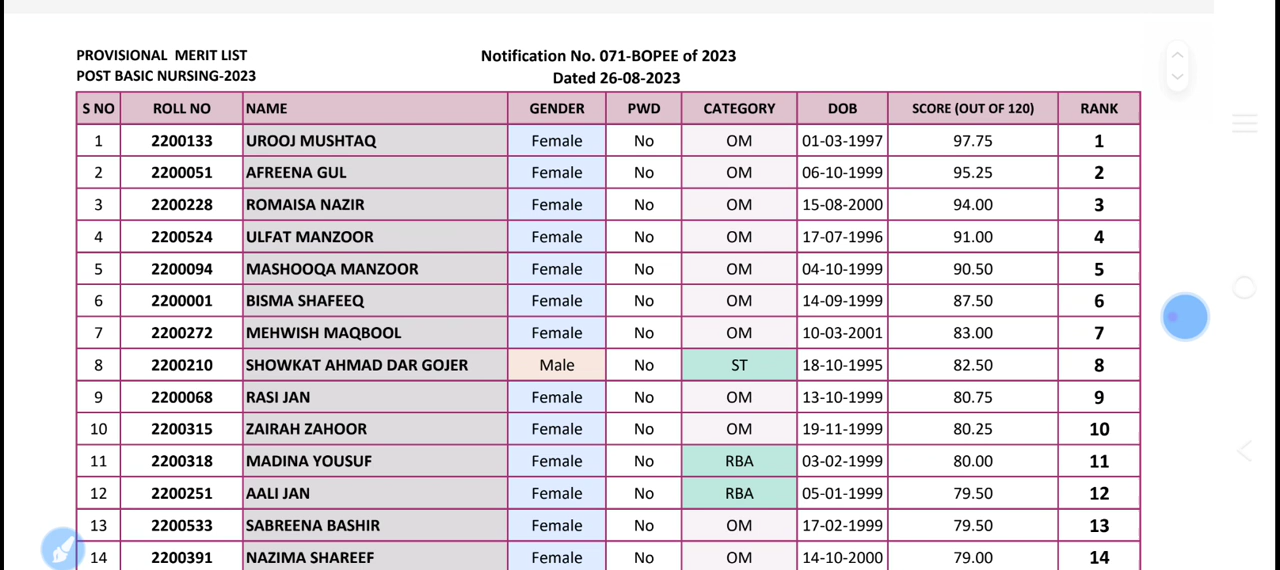 PROVISIONAL MERIT LIST
Notification No. 071-BOPEE of 2023
POST BASIC NURSING-2023
Dated 26-08-2023
S NO ROLL NO NAME GENDER PWD CATEGORY DOB SCORE (OUT OF 120) RANK
1 2200133 UROOJ MUSHTAQ Female No OM 01-03-1997 97.75 1
2 2200051 AFREENA GUL Female No OM 06-10-1999 95.25 2
3 2200228 ROMAISA NAZIR Female No OM 15-08-2000 94.00 3
4 2200524 ULFAT MANZOOR Female No OM 17-07-1996 91.00 4
5 2200094 MASHOOQA MANZOOR Female No OM 04-10-1999 90.50 5
6 2200001 BISMA SHAFEEQ Female No OM 14-09-1999 87.50 6
7 2200272 MEHWISH MAQBOOL Female No OM 10-03-2001 83.00 7
8 2200210 SHOWKAT AHMAD DAR GOJER Male No ST 18-10-1995 82.50 8
9 2200068 RASI JAN Female No OM 13-10-1999 80.75 9
10 2200315 ZAIRAH ZAHOOR Female No OM 19-11-1999 80.25 10
11 2200318 MADINA YOUSUF Female No RBA 03-02-1999 80.00 11
12 2200251 AALI JAN Female No RBA 05-01-1999 79.50 12
13 2200533 SABREENA BASHIR Female No OM 17-02-1999 79.50 13
14 2200391 NAZIMA SHAREEF Female No OM 14-10-2000 79.00 14